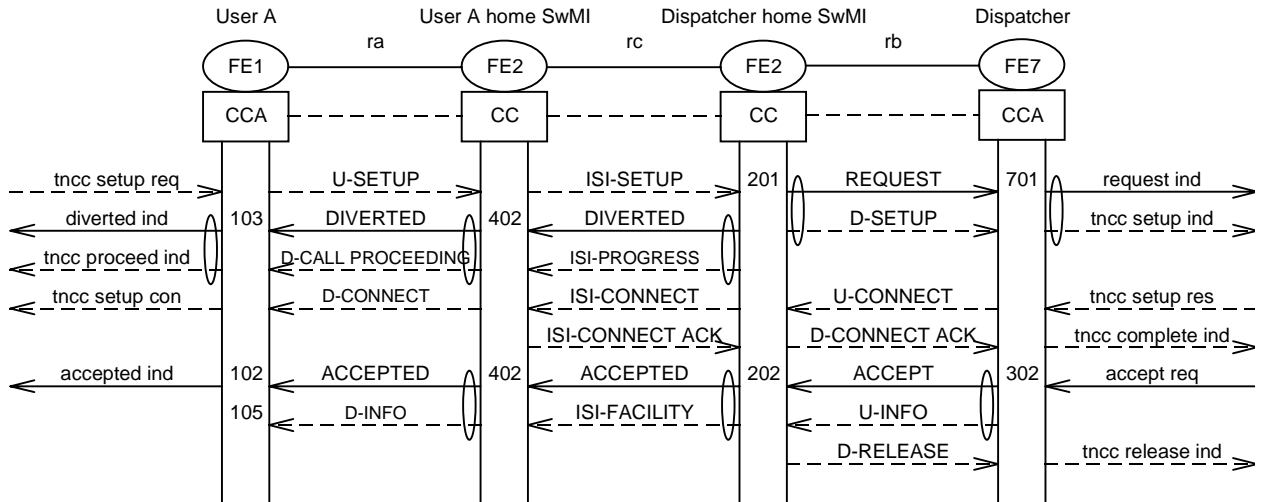 User A User A home SwMI Dispatcher home SwMI Dispatcher
ra rc rb
FE1 FE2 FE2 FE7
CCA CC CC CCA
tncc setup req U-SETUP ISI-SETUP 201 REQUEST 701 request ind
diverted ind 103 DIVERTED 402 DIVERTED D-SETUP tncc setup ind
tncc proceed ind D-CALL PROCEEDING ISI-PROGRESS
tncc setup con D-CONNECT ISI-CONNECT U-CONNECT tncc setup res
ISI-CONNECT ACK D-CONNECT ACK tncc complete ind
accepted ind 102 ACCEPTED 402 ACCEPTED 202 ACCEPT 302 accept req
105 D-INFO ISI-FACILITY U-INFO
D-RELEASE tncc release ind